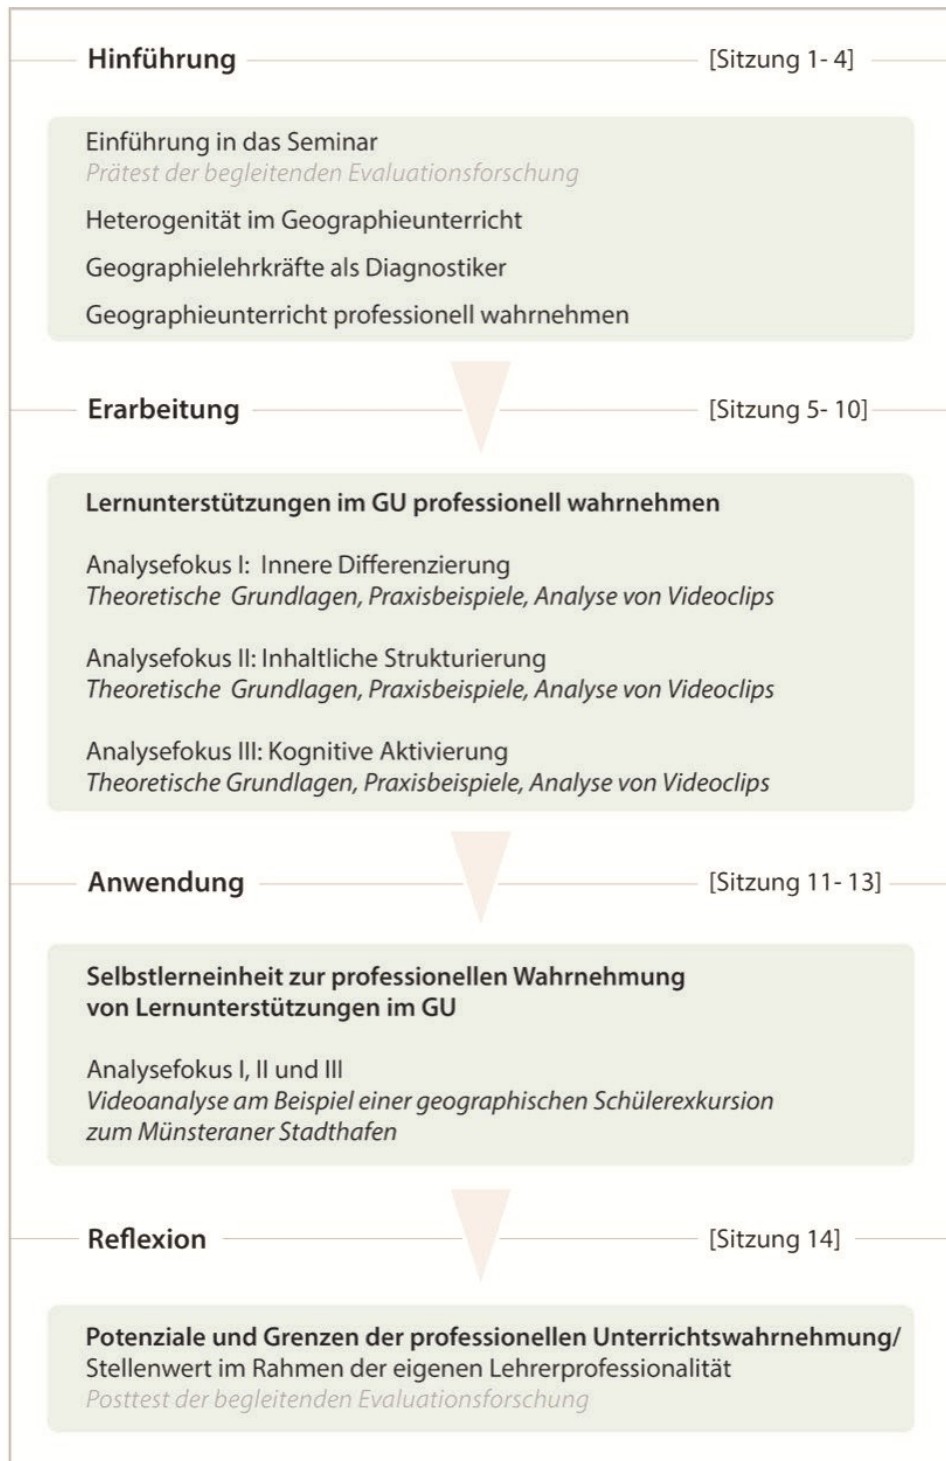 Hinführung [Sitzung 1- 4]
Einführung in das Seminar
Prätest der begleitenden Evaluationsforschung
Heterogenität im Geographieunterricht
Geographielehrkräfte als Diagnostiker
Geographieunterricht professionell wahrnehmen
Erarbeitung [Sitzung 5- 10]
Lernunterstützungen im GU professionell wahrnehmen
Analysefokus I: Innere Differenzierung
Theoretische Grundlagen, Praxisbeispiele, Analyse von Videoclips
Analysefokus II: Inhaltliche Strukturierung
Theoretische Grundlagen, Praxisbeispiele, Analyse von Videoclips
Analysefokus III: Kognitive Aktivierung
Theoretische Grundlagen, Praxisbeispiele, Analyse von Videoclips
Anwendung [Sitzung 11- 13]
Selbstlerneinheit zur professionellen Wahrnehmung
von Lernunterstützungen im GU
Analysefokus I, II und III
Videoanalyse am Beispiel einer geographischen Schülerexkursion
zum Münsteraner Stadthafen
Reflexion [Sitzung 14]
Potenziale und Grenzen der professionellen Unterrichtswahrnehmung/
Stellenwert im Rahmen der eigenen Lehrerprofessionalität
Posttest der begleitenden Evaluationsforschung